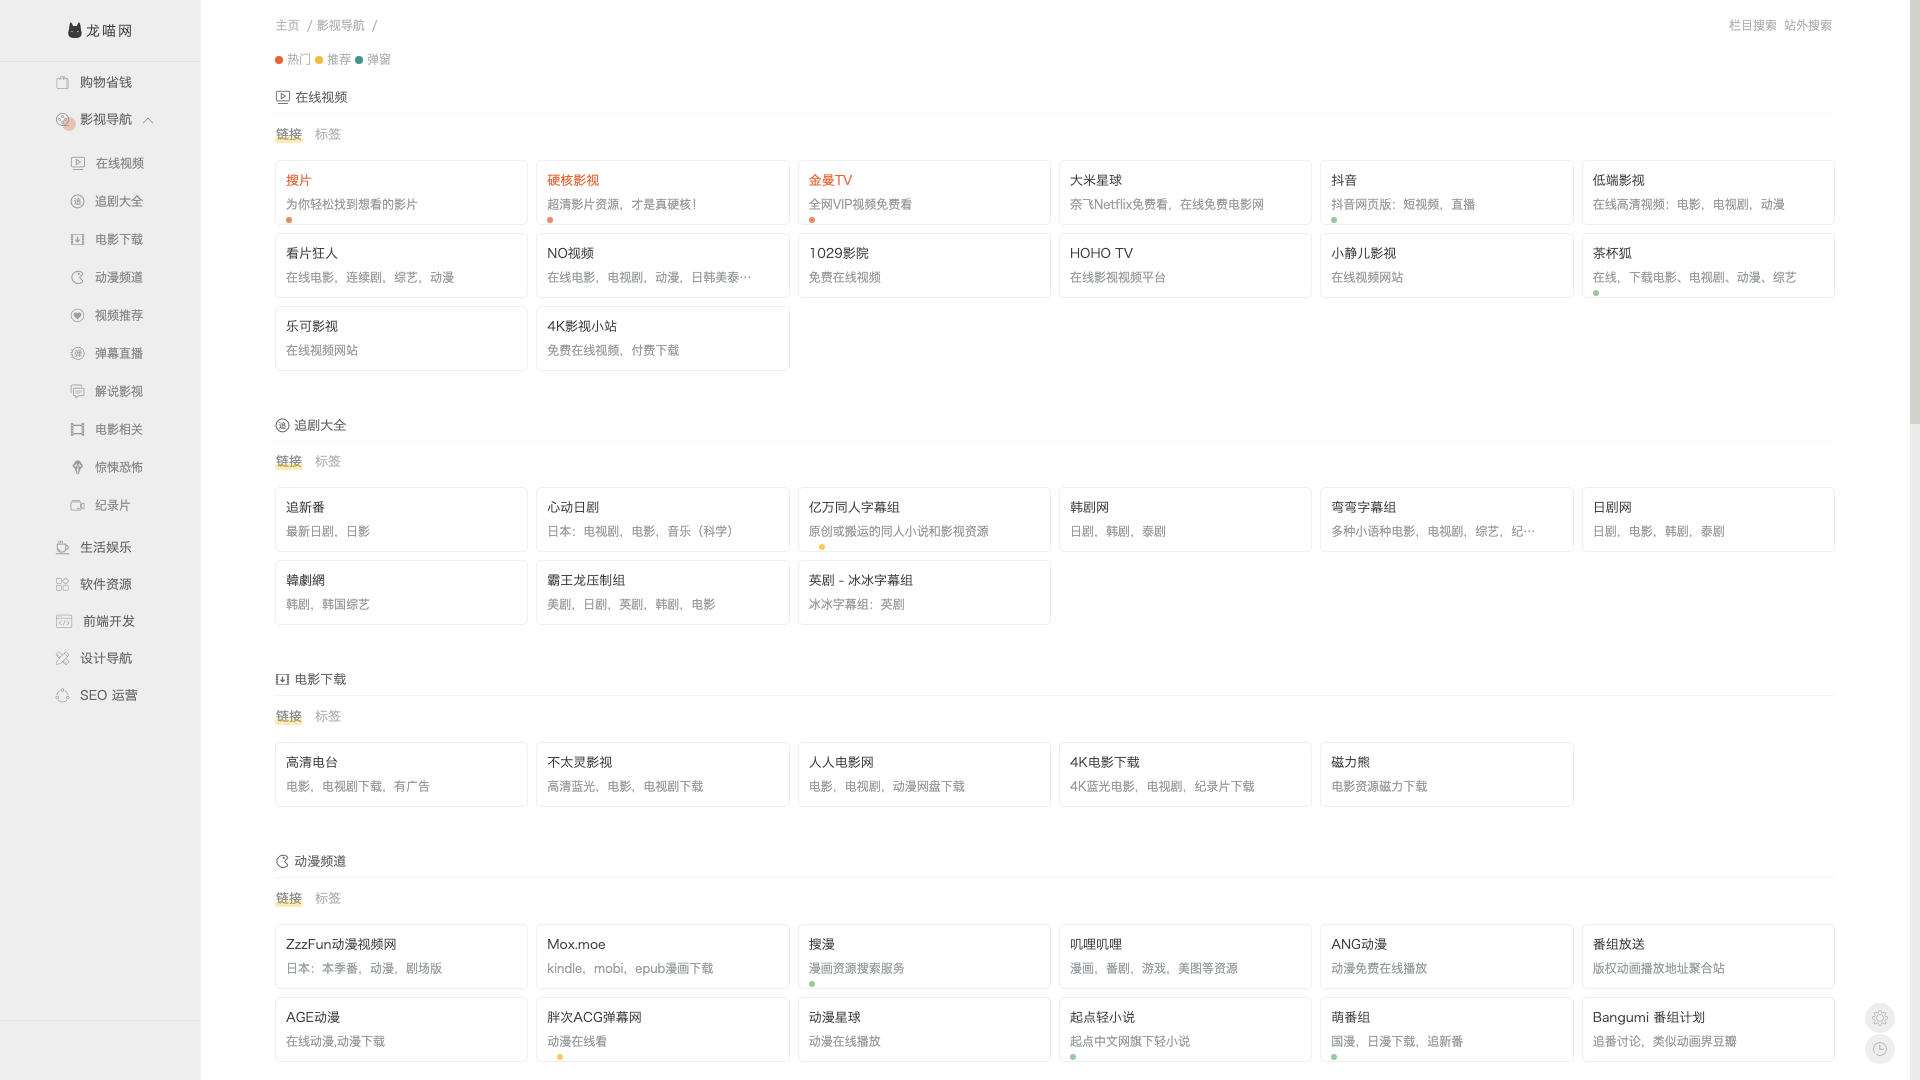 龙喵网
购物省钱
影视导航
在线视频
追剧大全
电影下载
动漫频道
视频推荐
弹幕直播
解说影视
电影相关
惊悚恐怖
纪录片
生活娱乐
软件资源
前端开发
设计导航
SEO 运营
主页 / 影视导航 /
栏目搜索 站外搜索
热门 推荐 弹窗
在线视频
链接 标签
搜片
为你轻松找到想看的影片
硬核影视
超清影片资源，才是真硬核！
金曼TV
全网VIP视频免费看
大米星球
奈飞Netflix免费看，在线免费电影网
抖音
抖音网页版：短视频，直播
低端影视
在线高清视频：电影，电视剧，动漫
看片狂人
在线电影，连续剧，综艺，动漫
NO视频
在线电影，电视剧，动漫，日韩美泰…
1029影院
免费在线视频
HOHO TV
在线影视视频平台
小静儿影视
在线视频网站
茶杯狐
在线，下载电影、电视剧、动漫、综艺
乐可影视
在线视频网站
4K影视小站
免费在线视频，付费下载
追剧大全
链接 标签
追新番
最新日剧，日影
心动日剧
日本：电视剧，电影，音乐（科学）
亿万同人字幕组
原创或搬运的同人小说和影视资源
韩剧网
日剧，韩剧，泰剧
弯弯字幕组
多种小语种电影，电视剧，综艺，纪…
日剧网
日剧，电影，韩剧，泰剧
韓劇網
韩剧，韩国综艺
霸王龙压制组
美剧，日剧，英剧，韩剧，电影
英剧 - 冰冰字幕组
冰冰字幕组：英剧
电影下载
链接 标签
高清电台
电影，电视剧下载，有广告
不太灵影视
高清蓝光，电影，电视剧下载
人人电影网
电影，电视剧，动漫网盘下载
4K电影下载
4K蓝光电影，电视剧，纪录片下载
磁力熊
电影资源磁力下载
动漫频道
链接 标签
ZzzFun动漫视频网
日本：本季番，动漫，剧场版
Mox.moe
kindle，mobi，epub漫画下载
搜漫
漫画资源搜索服务
叽哩叽哩
漫画，番剧，游戏，美图等资源
ANG动漫
动漫免费在线播放
番组放送
版权动画播放地址聚合站
AGE动漫
在线动漫,动漫下载
胖次ACG弹幕网
动漫在线看
动漫星球
动漫在线播放
起点轻小说
起点中文网旗下轻小说
萌番组
国漫，日漫下载，追新番
Bangumi 番组计划
追番讨论，类似动画界豆瓣